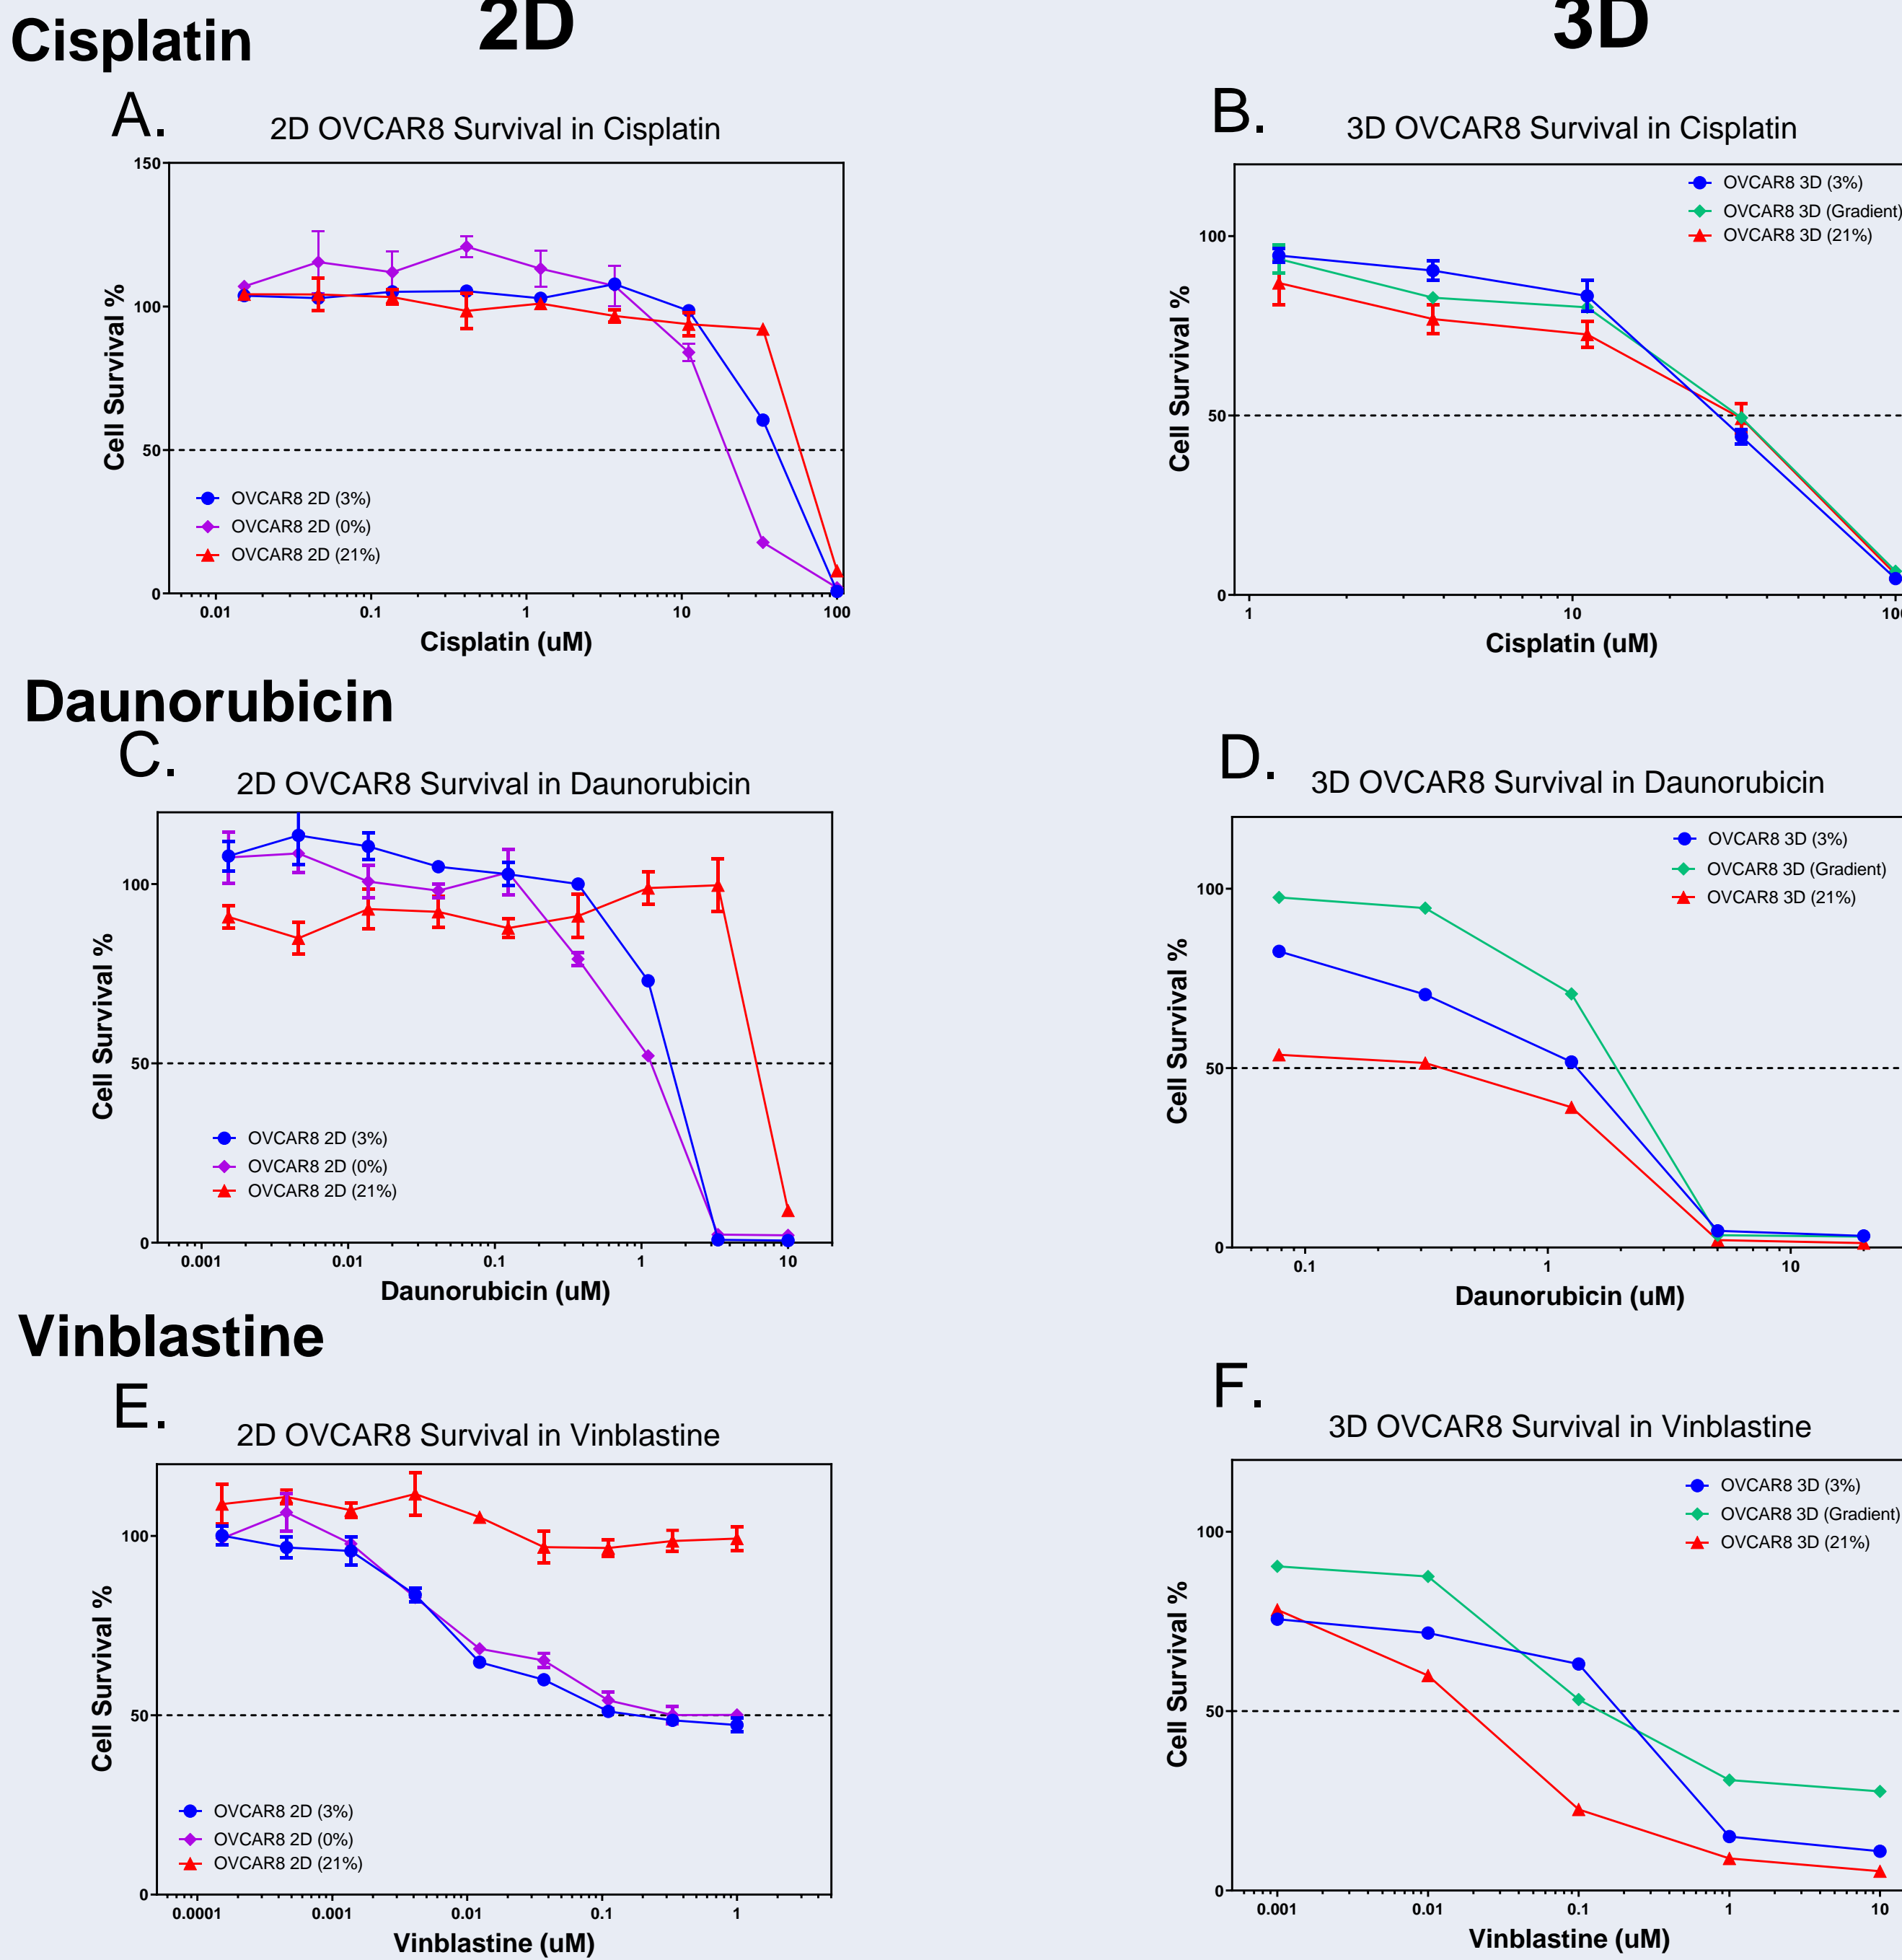 Cisplatin
2D
3D
A.
2D OVCAR8 Survival in Cisplatin
150
100
50
0
Cell Survival %
OVCAR8 2D (3%)
OVCAR8 2D (0%)
OVCAR8 2D (21%)
0.01 0.1 1 10 100
Cisplatin (uM)
B.
3D OVCAR8 Survival in Cisplatin
OVCAR8 3D (3%)
OVCAR8 3D (Gradient)
OVCAR8 3D (21%)
100
50
0
Cell Survival %
1 10 100
Cisplatin (uM)
Daunorubicin
C.
2D OVCAR8 Survival in Daunorubicin
100
50
0
Cell Survival %
OVCAR8 2D (3%)
OVCAR8 2D (0%)
OVCAR8 2D (21%)
0.001 0.01 0.1 1 10
Daunorubicin (uM)
D.
3D OVCAR8 Survival in Daunorubicin
OVCAR8 3D (3%)
OVCAR8 3D (Gradient)
OVCAR8 3D (21%)
100
50
0
Cell Survival %
0.1 1 10
Daunorubicin (uM)
Vinblastine
E.
2D OVCAR8 Survival in Vinblastine
100
50
0
Cell Survival %
OVCAR8 2D (3%)
OVCAR8 2D (0%)
OVCAR8 2D (21%)
0.0001 0.001 0.01 0.1 1
Vinblastine (uM)
F.
3D OVCAR8 Survival in Vinblastine
OVCAR8 3D (3%)
OVCAR8 3D (Gradient)
OVCAR8 3D (21%)
100
50
0
Cell Survival %
0.001 0.01 0.1 1 10
Vinblastine (uM)